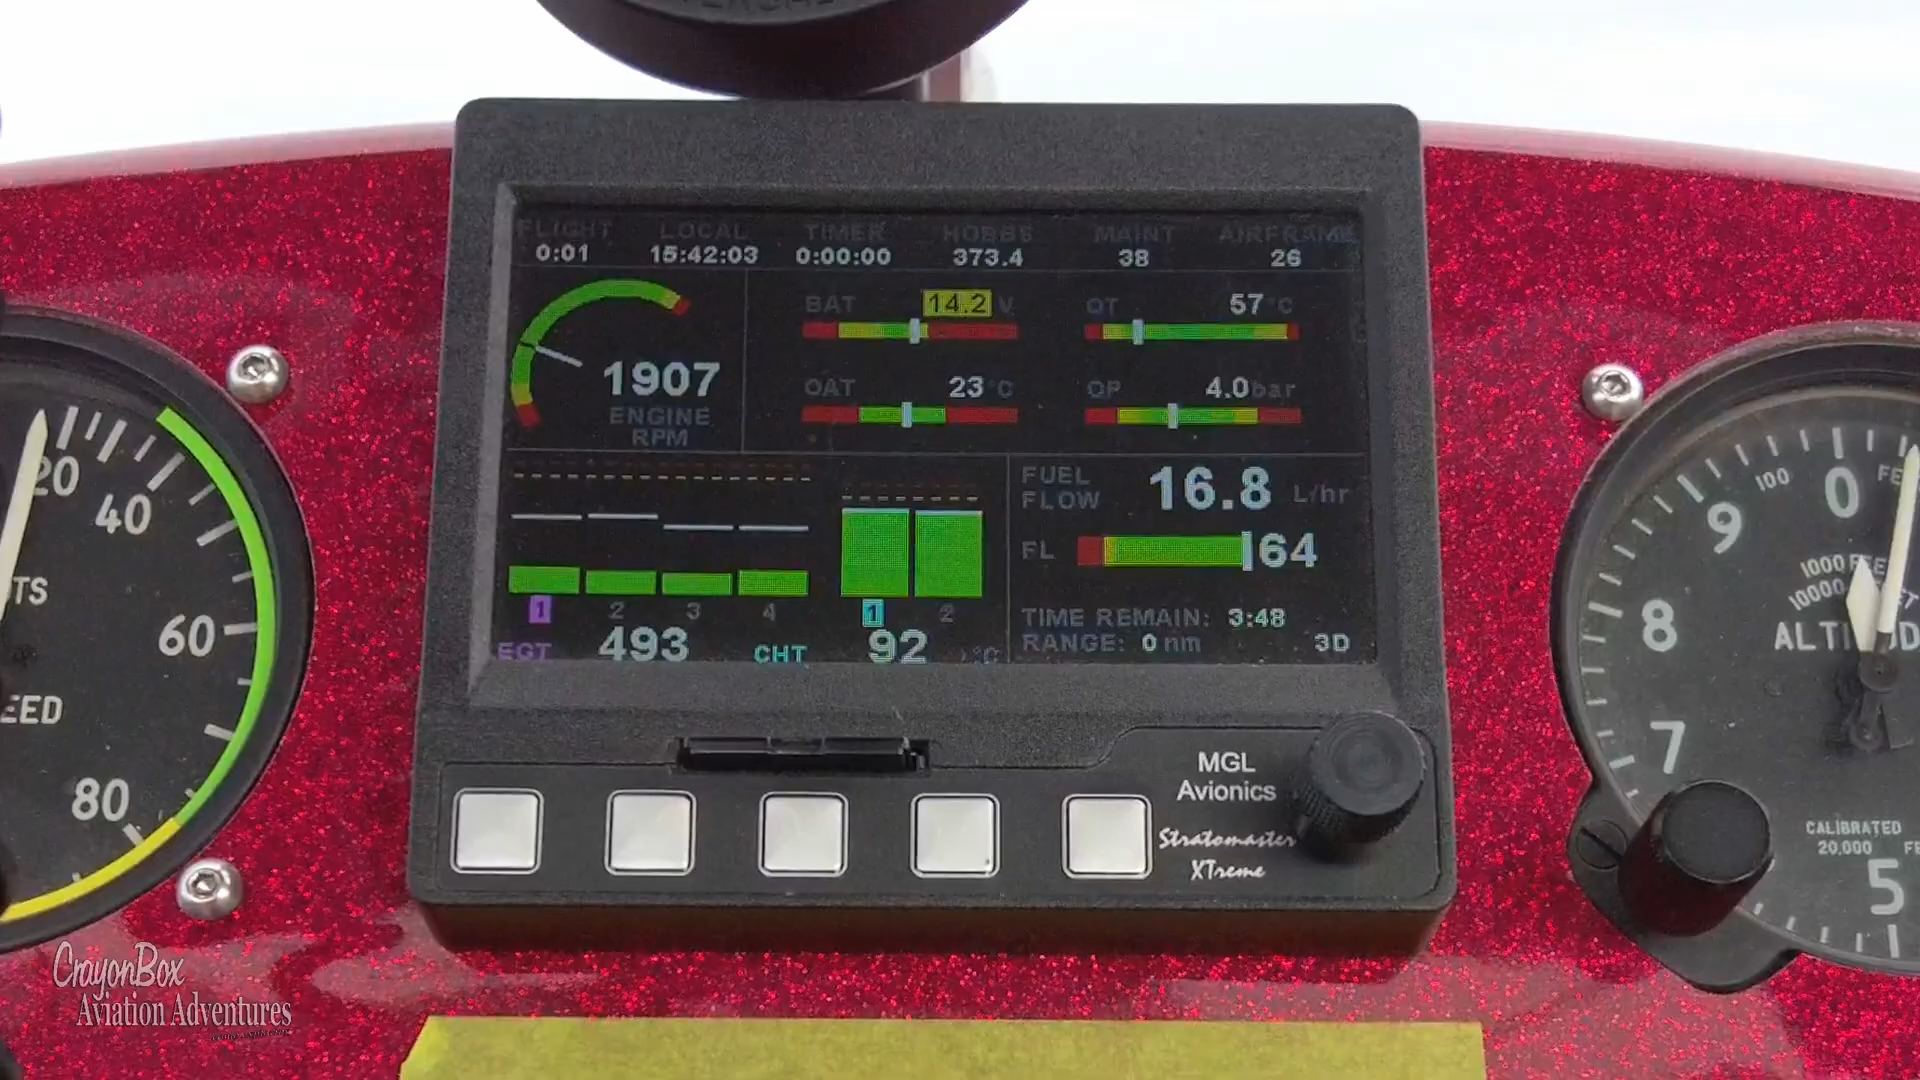 FLIGHT LOCAL TIMER HOBBS MAINT AIRFRAME
0:01 15:42:03 0:00:00 373.4 38 26
BAT 14.2 V
OT 57 °C
1907
ENGINE
RPM
OAT 23 °C
OP 4.0 bar
FUEL
FLOW 16.8 L/hr
FL 64
1 2 3 4
EGT 493
1 2
CHT 92 °C
TIME REMAIN: 3:48
RANGE: 0 nm 3D
MGL
Avionics
Stratomaster
XTreme
20
40
60
80
TS
EED
100
0
FE
9
1000 FEE
10000
ET
8
ALTI
D
7
CALIBRATED
20,000 FE
5
CrayonBox
Aviation Adventures